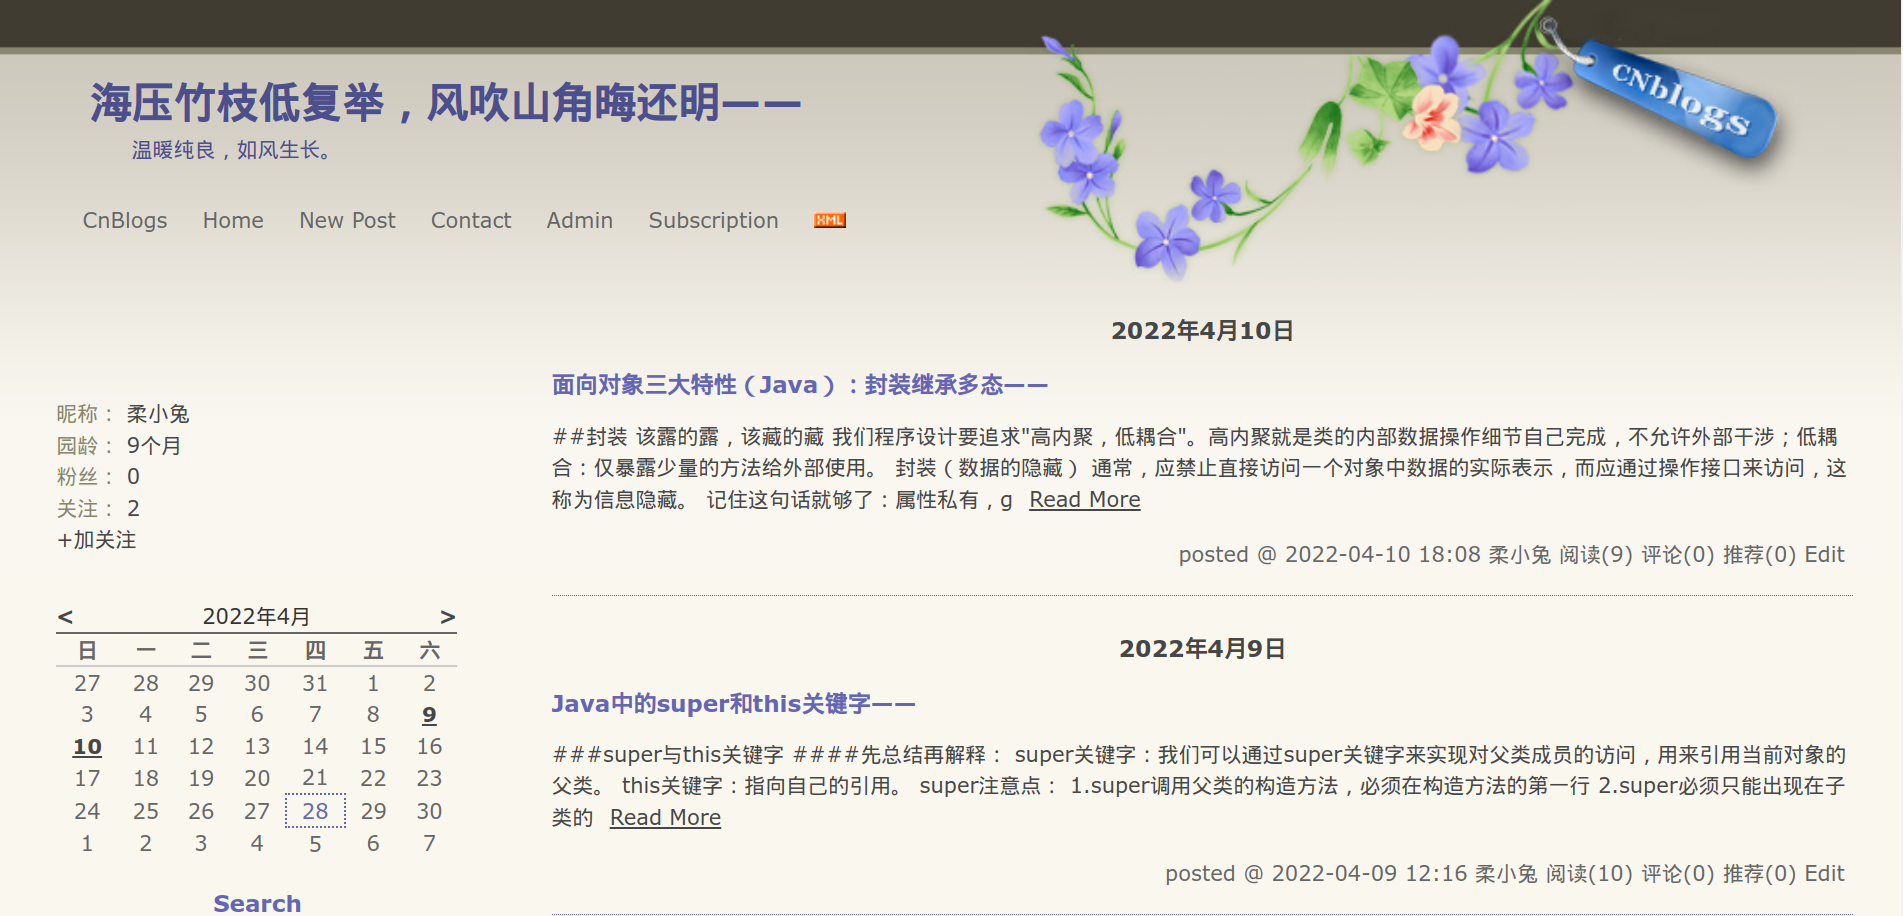 CNblogs
海压竹枝低复举，风吹山角晦还明——
温暖纯良，如风生长。
CnBlogs Home New Post Contact Admin Subscription XML
昵称： 柔小兔
园龄： 9个月
粉丝： 0
关注： 2
+加关注
< 2022年4月 >
日 一 二 三 四 五 六
27 28 29 30 31 1 2
3 4 5 6 7 8 9
10 11 12 13 14 15 16
17 18 19 20 21 22 23
24 25 26 27 28 29 30
1 2 3 4 5 6 7
Search
2022年4月10日
面向对象三大特性（Java）：封装继承多态——
##封装 该露的露，该藏的藏 我们程序设计要追求"高内聚，低耦合"。高内聚就是类的内部数据操作细节自己完成，不允许外部干涉；低耦
合：仅暴露少量的方法给外部使用。 封装（数据的隐藏） 通常，应禁止直接访问一个对象中数据的实际表示，而应通过操作接口来访问，这
称为信息隐藏。 记住这句话就够了：属性私有，g Read More
posted @ 2022-04-10 18:08 柔小兔 阅读(9) 评论(0) 推荐(0) Edit
2022年4月9日
Java中的super和this关键字——
###super与this关键字 ####先总结再解释： super关键字：我们可以通过super关键字来实现对父类成员的访问，用来引用当前对象的
父类。 this关键字：指向自己的引用。 super注意点： 1.super调用父类的构造方法，必须在构造方法的第一行 2.super必须只能出现在子
类的 Read More
posted @ 2022-04-09 12:16 柔小兔 阅读(10) 评论(0) 推荐(0) Edit